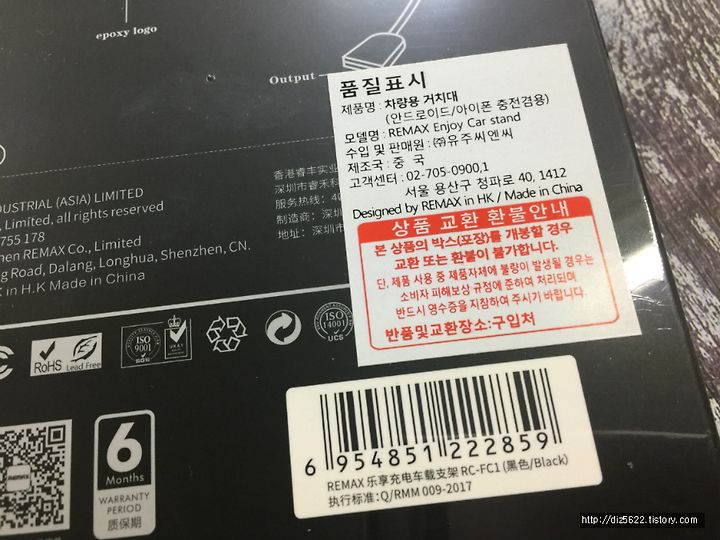 epoxy logo
Output
품질표시
제품명 : 차량용 거치대
(안드로이드/아이폰 충전겸용)
모델명 : REMAX Enjoy Car stand
수입 및 판매원 : ㈜유주씨엔씨
제조국 : 중 국
고객센터 : 02-705-0900,1
서울 용산구 청파로 40, 1412
Designed by REMAX in HK / Made in China
상품 교환 환불안내
본 상품의 박스(포장)를 개봉할 경우
교환 또는 환불이 불가합니다.
단, 제품 사용 중 제품자체에 불량이 발생될 경우는
소비자 피해보상 규정에 준하여 처리되며
반드시 영수증을 지참하여 주시기 바랍니다.
반품및교환장소:구입처
香港睿丰实业
深圳市睿禾科
服务热线: 40
制造商: 深圳
地址: 深圳市
DUSTRIAL (ASIA) LIMITED
Limited, all rights reserved
755 178
hen REMAX Co., Limited
ng Road, Dalang, Longhua, Shenzhen, CN.
X in H.K Made in China
RoHS
Lead Free
ISO
9001
SGS
ISO
14001
UCS
6
Months
WARRANTY
PERIOD
质保期
6 954851 222859
REMAX 乐享充电车载支架 RC-FC1 (黑色/Black)
执行标准: Q/RMM 009-2017
http://diz5622.tistory.com